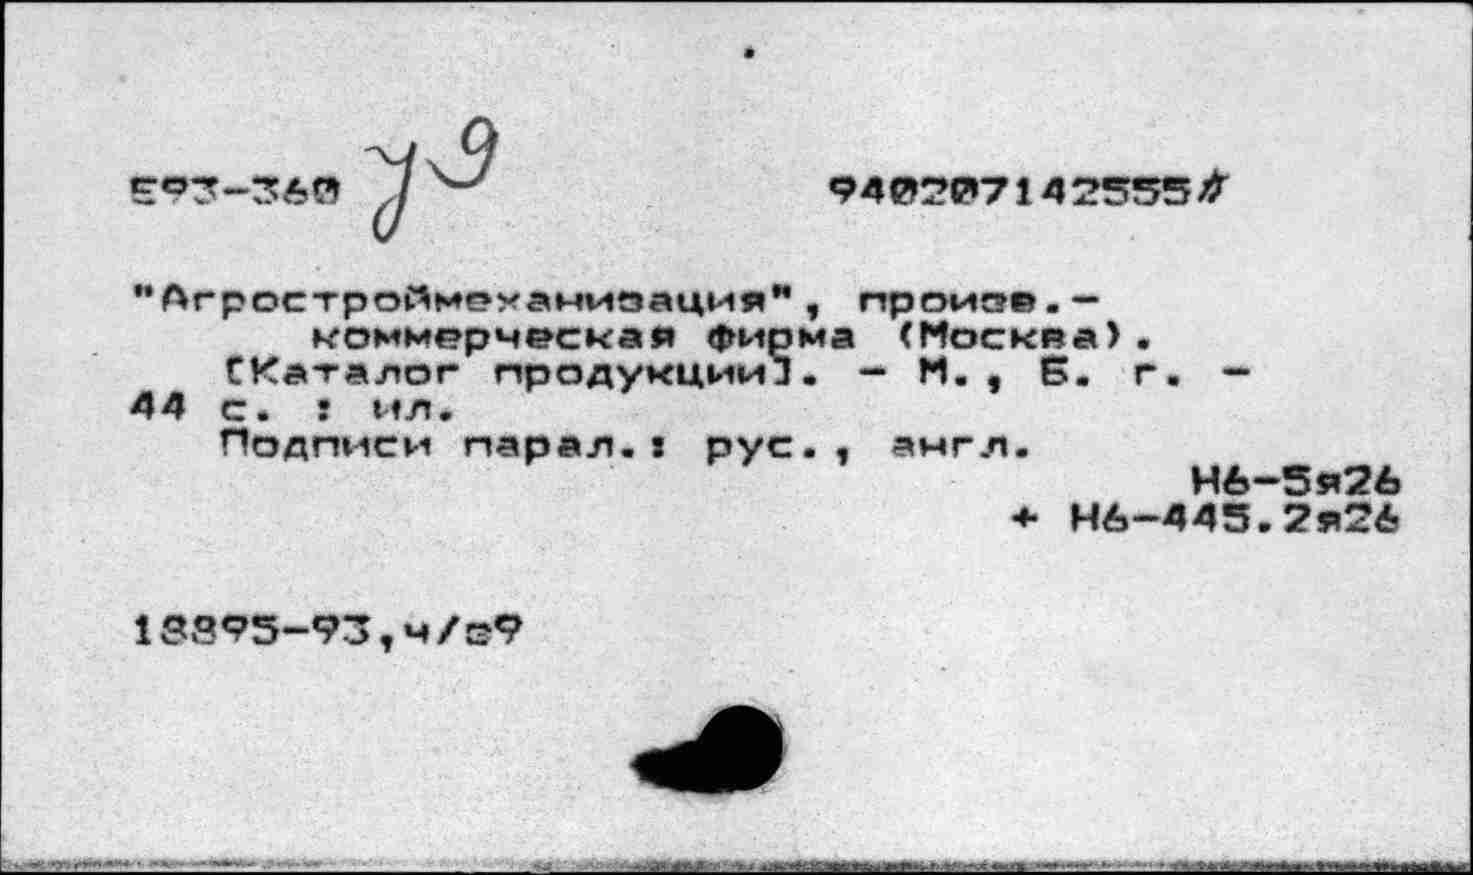 Е93-360 У9 940207142555#
"Агростроймеханизация", произв.-
коммерческая фирма (Москва).
[Каталог продукции]. - М., Б. г. -
44 с. : ил.
Подписи парал.: рус., англ.
Н6-5я26
+ Н6-445.2я26
18895-93,ч/з9